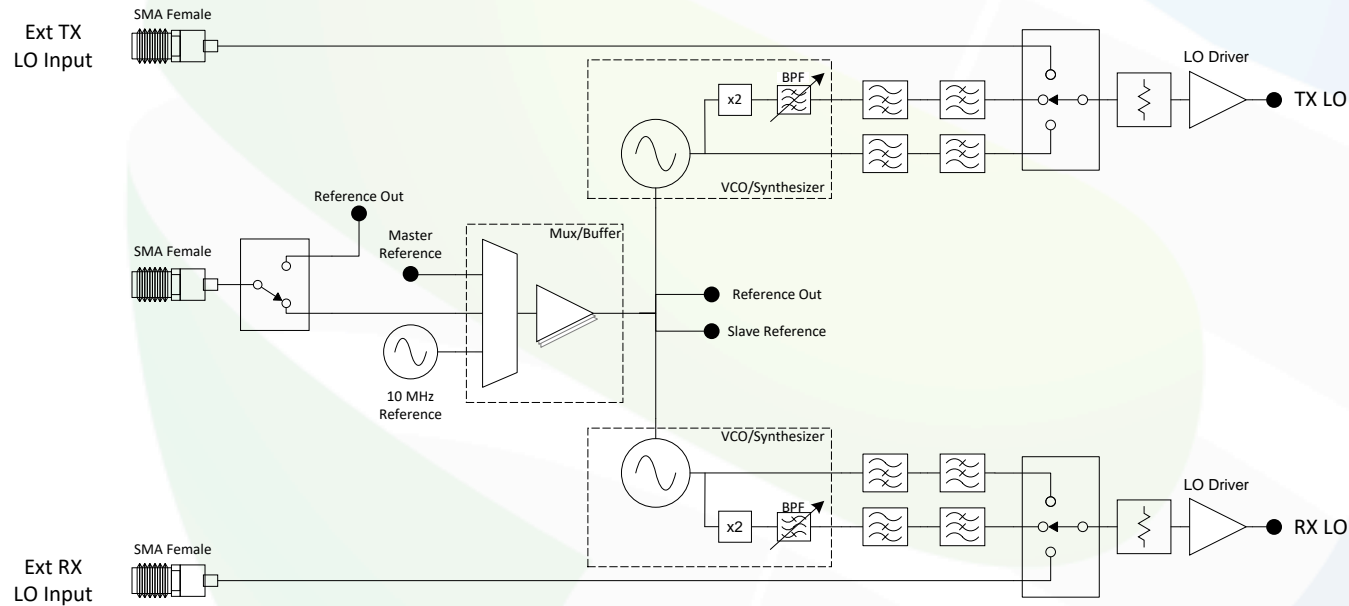 SMA Female
Ext TX
LO Input
LO Driver
BPF
x2
TX LO
VCO/Synthesizer
Reference Out
Mux/Buffer
Master
Reference
SMA Female
Reference Out
Slave Reference
10 MHz
Reference
VCO/Synthesizer
LO Driver
BPF
x2
RX LO
SMA Female
Ext RX
LO Input